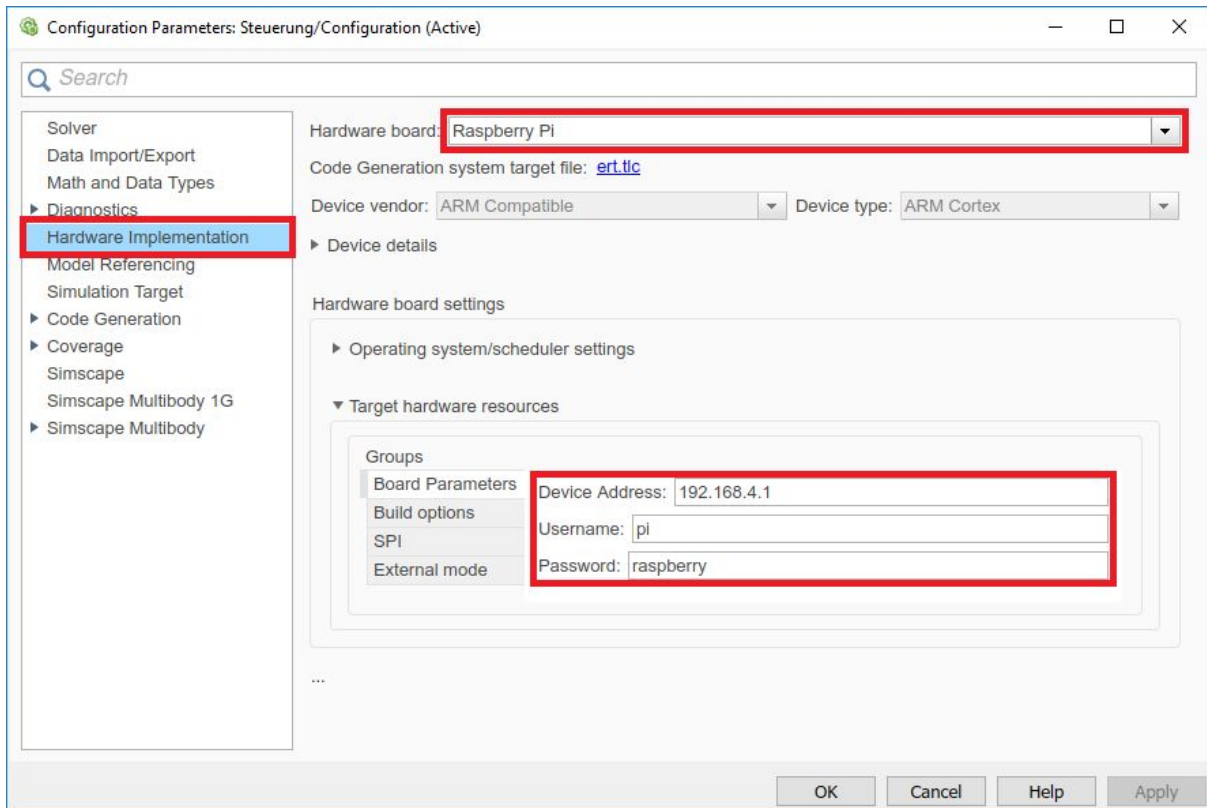 Configuration Parameters: Steuerung/Configuration (Active)
Search
Solver
Data Import/Export
Math and Data Types
Diagnostics
Hardware Implementation
Model Referencing
Simulation Target
Code Generation
Coverage
Simscape
Simscape Multibody 1G
Simscape Multibody
Hardware board: Raspberry Pi
Code Generation system target file: ert.tlc
Device vendor: ARM Compatible Device type: ARM Cortex
Device details
Hardware board settings
Operating system/scheduler settings
Target hardware resources
Groups
Board Parameters
Build options
SPI
External mode
Device Address: 192.168.4.1
Username: pi
Password: raspberry
...
OK Cancel Help Apply